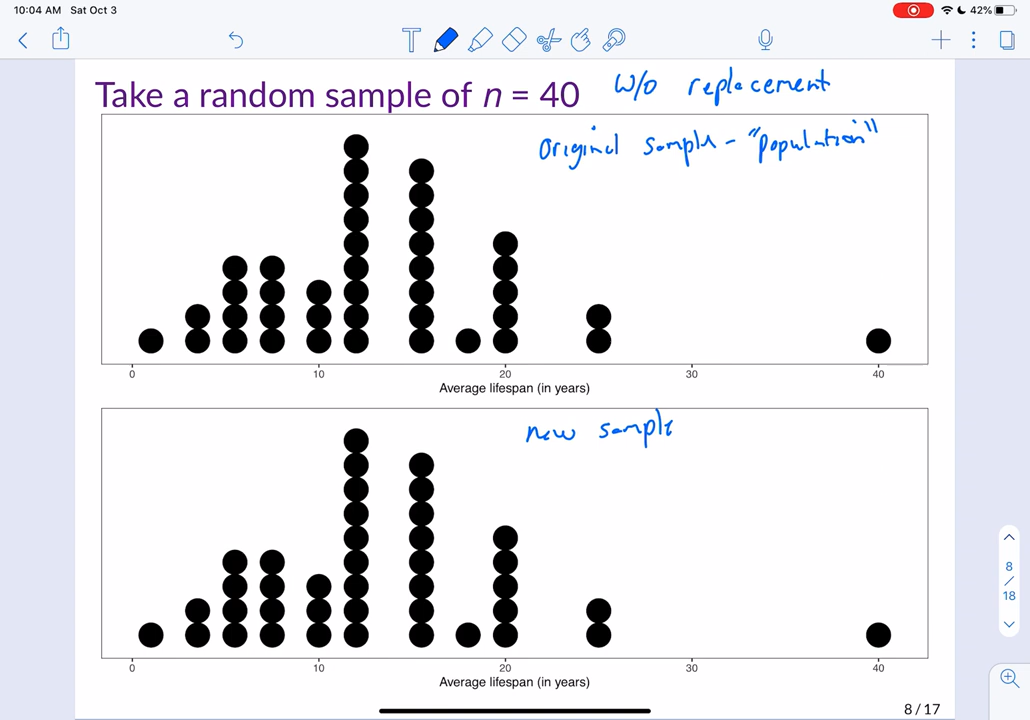 10:04 AM Sat Oct 3
42%
T
Take a random sample of n = 40
w/o replacement
Original sample - "population"
0 10 20 30 40
Average lifespan (in years)
new sample
0 10 20 30 40
Average lifespan (in years)
8
/
18
8 / 17